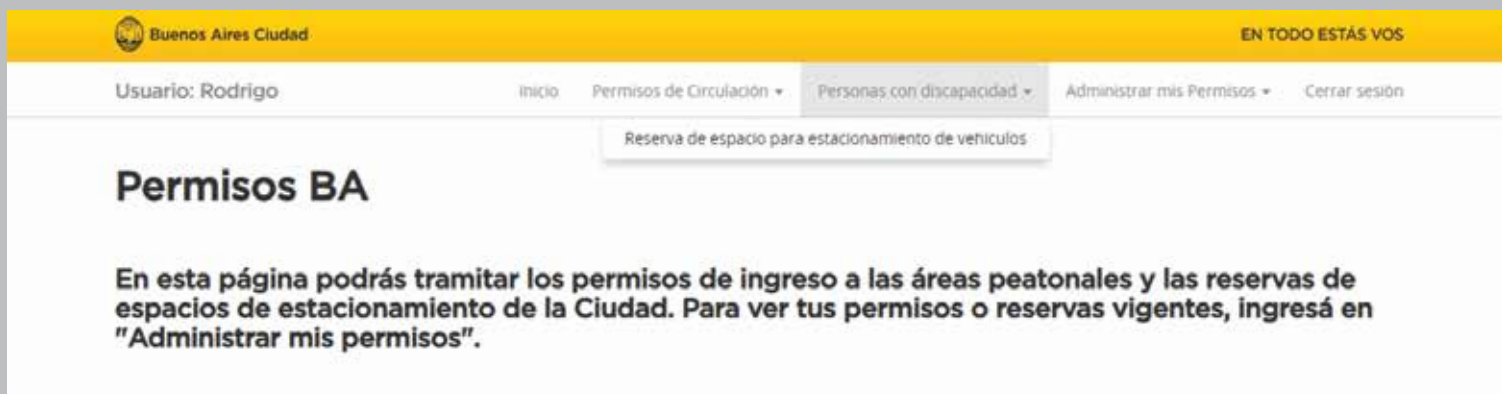 Buenos Aires Ciudad
EN TODO ESTÁS VOS
Usuario: Rodrigo
Inicio
Permisos de Circulación
Personas con discapacidad
Administrar mis Permisos
Cerrar sesión
Reserva de espacio para estacionamiento de vehículos
Permisos BA
En esta página podrás tramitar los permisos de ingreso a las áreas peatonales y las reservas de
espacios de estacionamiento de la Ciudad. Para ver tus permisos o reservas vigentes, ingresá en
"Administrar mis permisos".